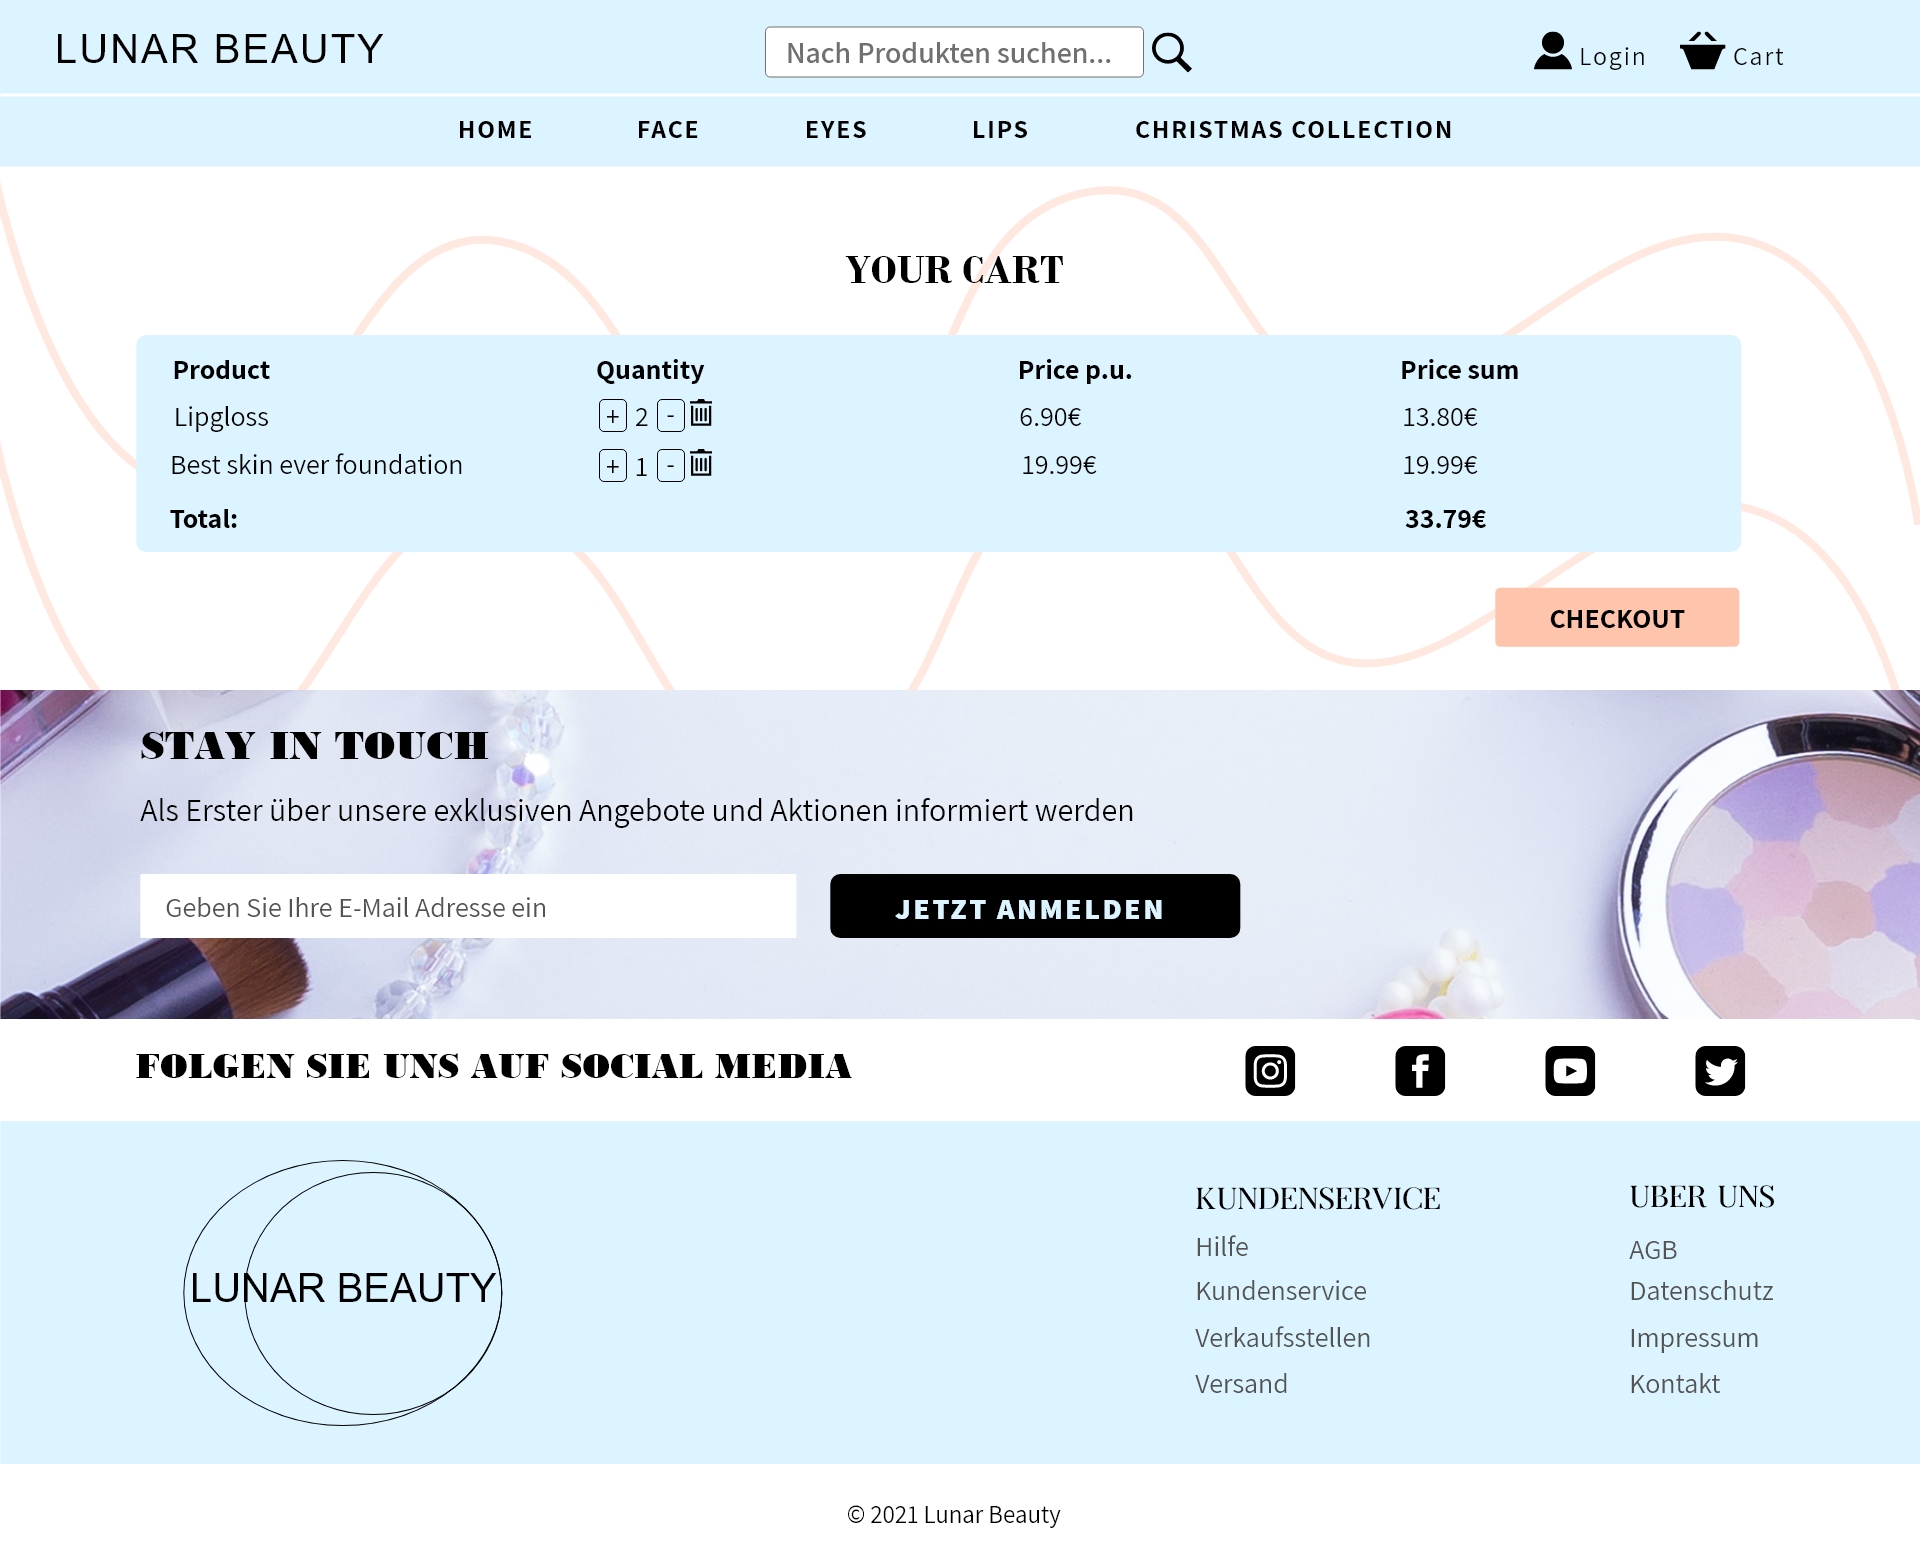 LUNAR BEAUTY
Nach Produkten suchen...
Login
Cart
HOME FACE EYES LIPS CHRISTMAS COLLECTION
YOUR CART
Product Quantity Price p.u. Price sum
Lipgloss + 2 - 6.90€ 13.80€
Best skin ever foundation + 1 - 19.99€ 19.99€
Total: 33.79€
CHECKOUT
STAY IN TOUCH
Als Erster über unsere exklusiven Angebote und Aktionen informiert werden
Geben Sie Ihre E-Mail Adresse ein
JETZT ANMELDEN
FOLGEN SIE UNS AUF SOCIAL MEDIA
LUNAR BEAUTY
KUNDENSERVICE
Hilfe
Kundenservice
Verkaufsstellen
Versand
UBER UNS
AGB
Datenschutz
Impressum
Kontakt
© 2021 Lunar Beauty